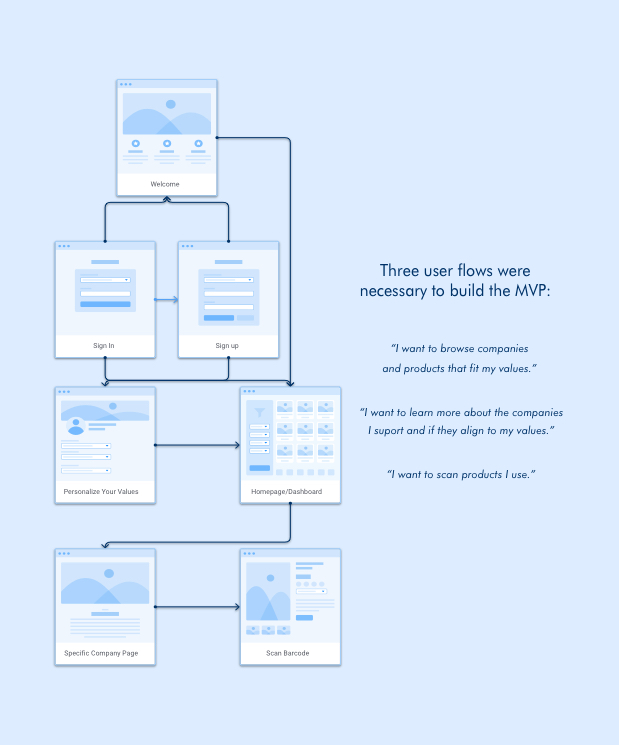 Welcome
Sign In
Sign up
Three user flows were
necessary to build the MVP:
“I want to browse companies
and products that fit my values.”
“I want to learn more about the companies
I suport and if they align to my values.”
“I want to scan products I use.”
Personalize Your Values
Homepage/Dashboard
Specific Company Page
Scan Barcode